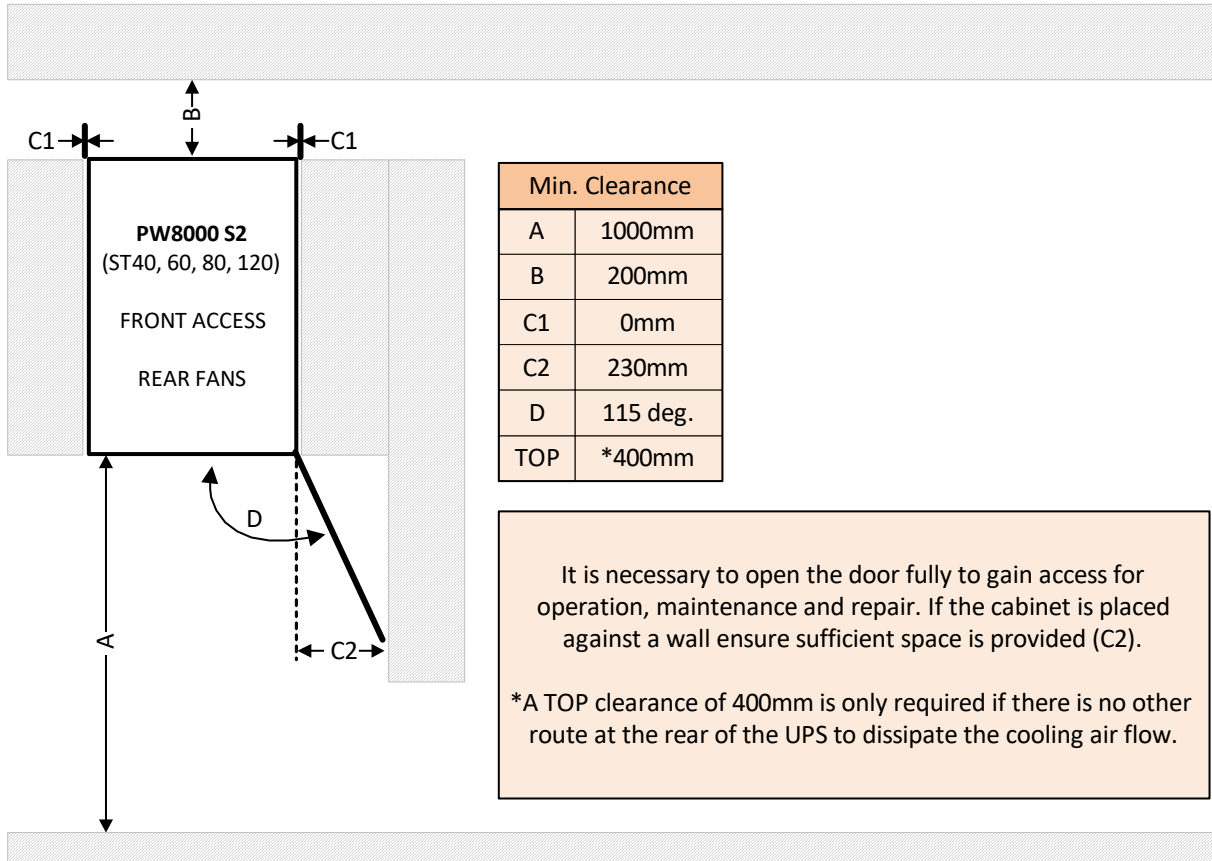 B
C1
C1
PW8000 S2
(ST40, 60, 80, 120)
FRONT ACCESS
REAR FANS
D
A
C2
Min. Clearance
A 1000mm
B 200mm
C1 0mm
C2 230mm
D 115 deg.
TOP *400mm
It is necessary to open the door fully to gain access for
operation, maintenance and repair. If the cabinet is placed
against a wall ensure sufficient space is provided (C2).
*A TOP clearance of 400mm is only required if there is no other
route at the rear of the UPS to dissipate the cooling air flow.